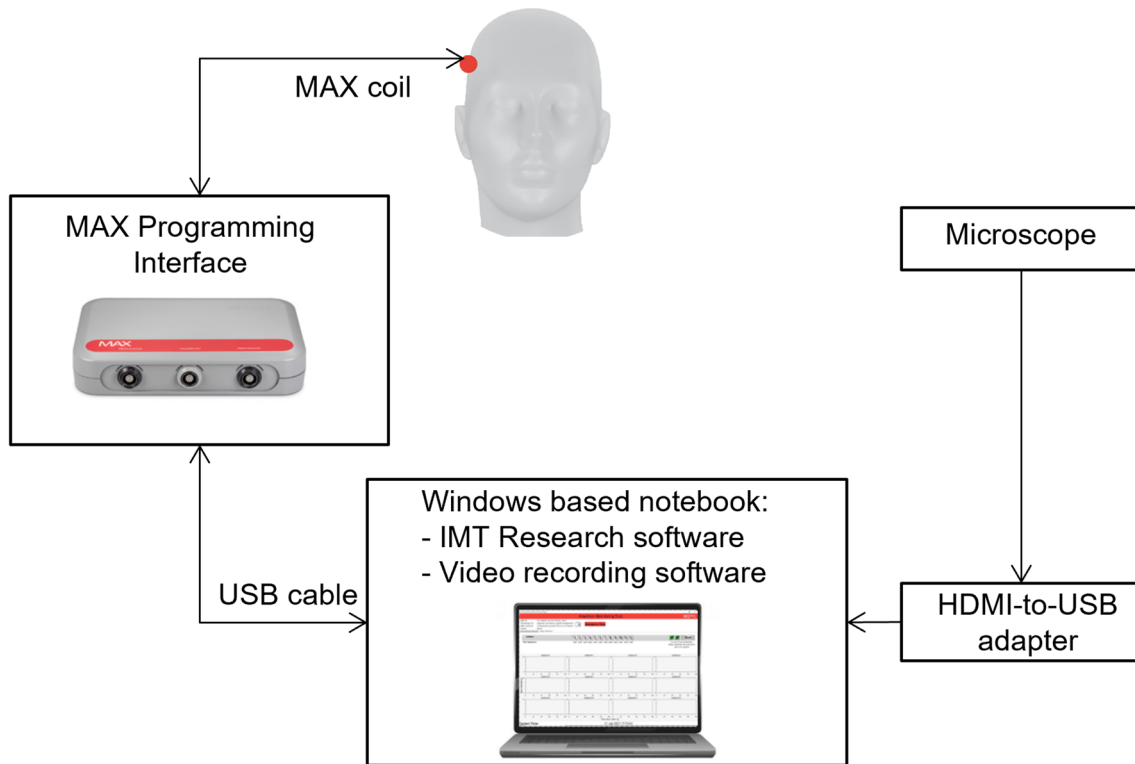 MAX coil
MAX Programming
Interface
MAX
Microscope
Windows based notebook:
- IMT Research software
- Video recording software
USB cable
HDMI-to-USB
adapter